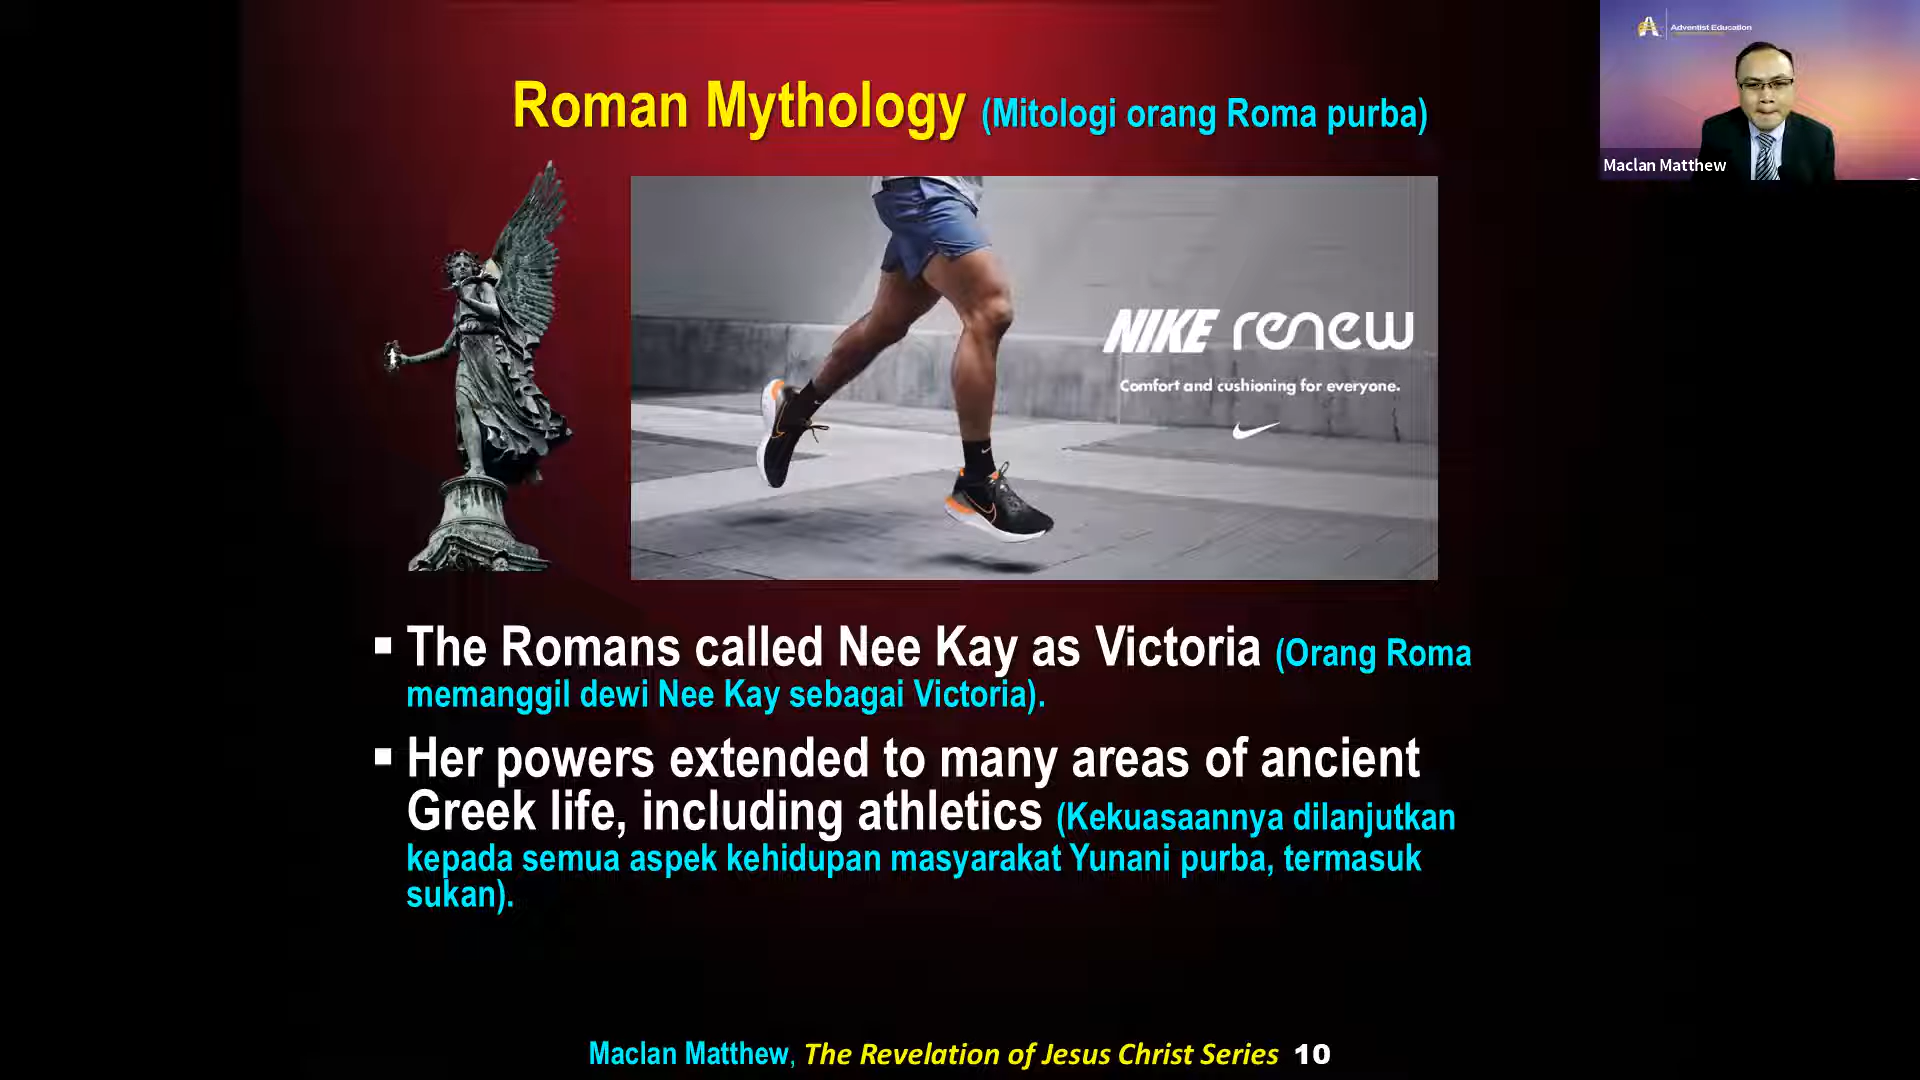 Adventist Education
Maclan Matthew
Roman Mythology (Mitologi orang Roma purba)
NIKE renew
Comfort and cushioning for everyone.
▪ The Romans called Nee Kay as Victoria (Orang Roma
memanggil dewi Nee Kay sebagai Victoria).
▪ Her powers extended to many areas of ancient
Greek life, including athletics (Kekuasaannya dilanjutkan
kepada semua aspek kehidupan masyarakat Yunani purba, termasuk
sukan).
Maclan Matthew, The Revelation of Jesus Christ Series 10